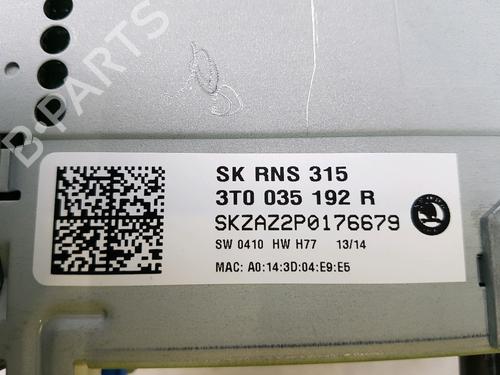 B-PARTS
SK RNS 315
3T0 035 192 R
SKZAZ2P0176679
SW 0410 HW H77 13/14
MAC: A0:14:3D:04:E9:E5